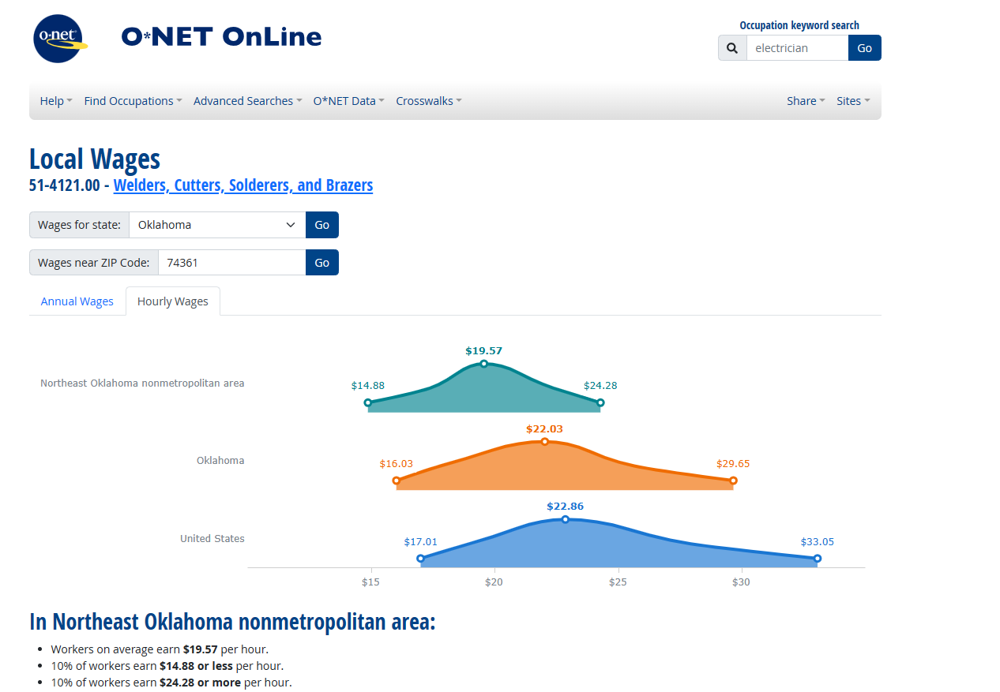 o·net®
O*NET OnLine
Occupation keyword search
electrician
Go
Help
Find Occupations
Advanced Searches
O*NET Data
Crosswalks
Share
Sites
Local Wages
51-4121.00 - Welders, Cutters, Solderers, and Brazers
Wages for state:
Oklahoma
Go
Wages near ZIP Code:
74361
Go
Annual Wages
Hourly Wages
$19.57
Northeast Oklahoma nonmetropolitan area
$14.88
$24.28
$22.03
Oklahoma
$16.03
$29.65
$22.86
United States
$17.01
$33.05
$15
$20
$25
$30
In Northeast Oklahoma nonmetropolitan area:
• Workers on average earn $19.57 per hour.
• 10% of workers earn $14.88 or less per hour.
• 10% of workers earn $24.28 or more per hour.